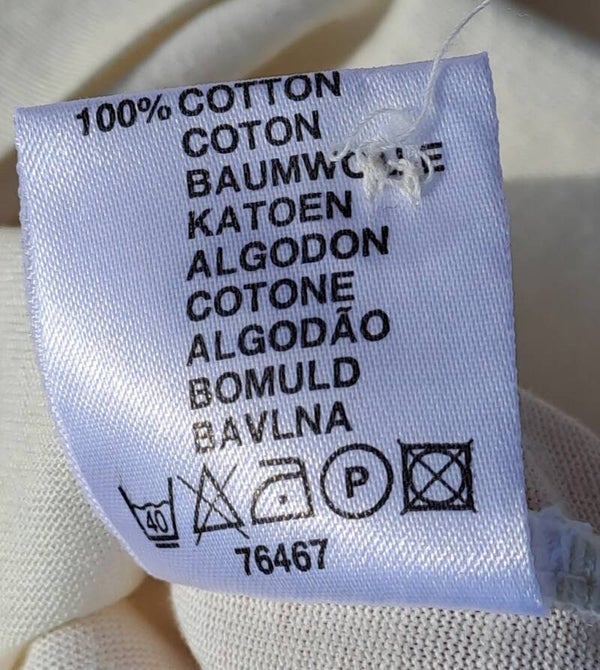 100% COTTON
COTON
BAUMWOLLE
KATOEN
ALGODON
COTONE
ALGODÃO
BOMULD
BAVLNA
40 P
76467